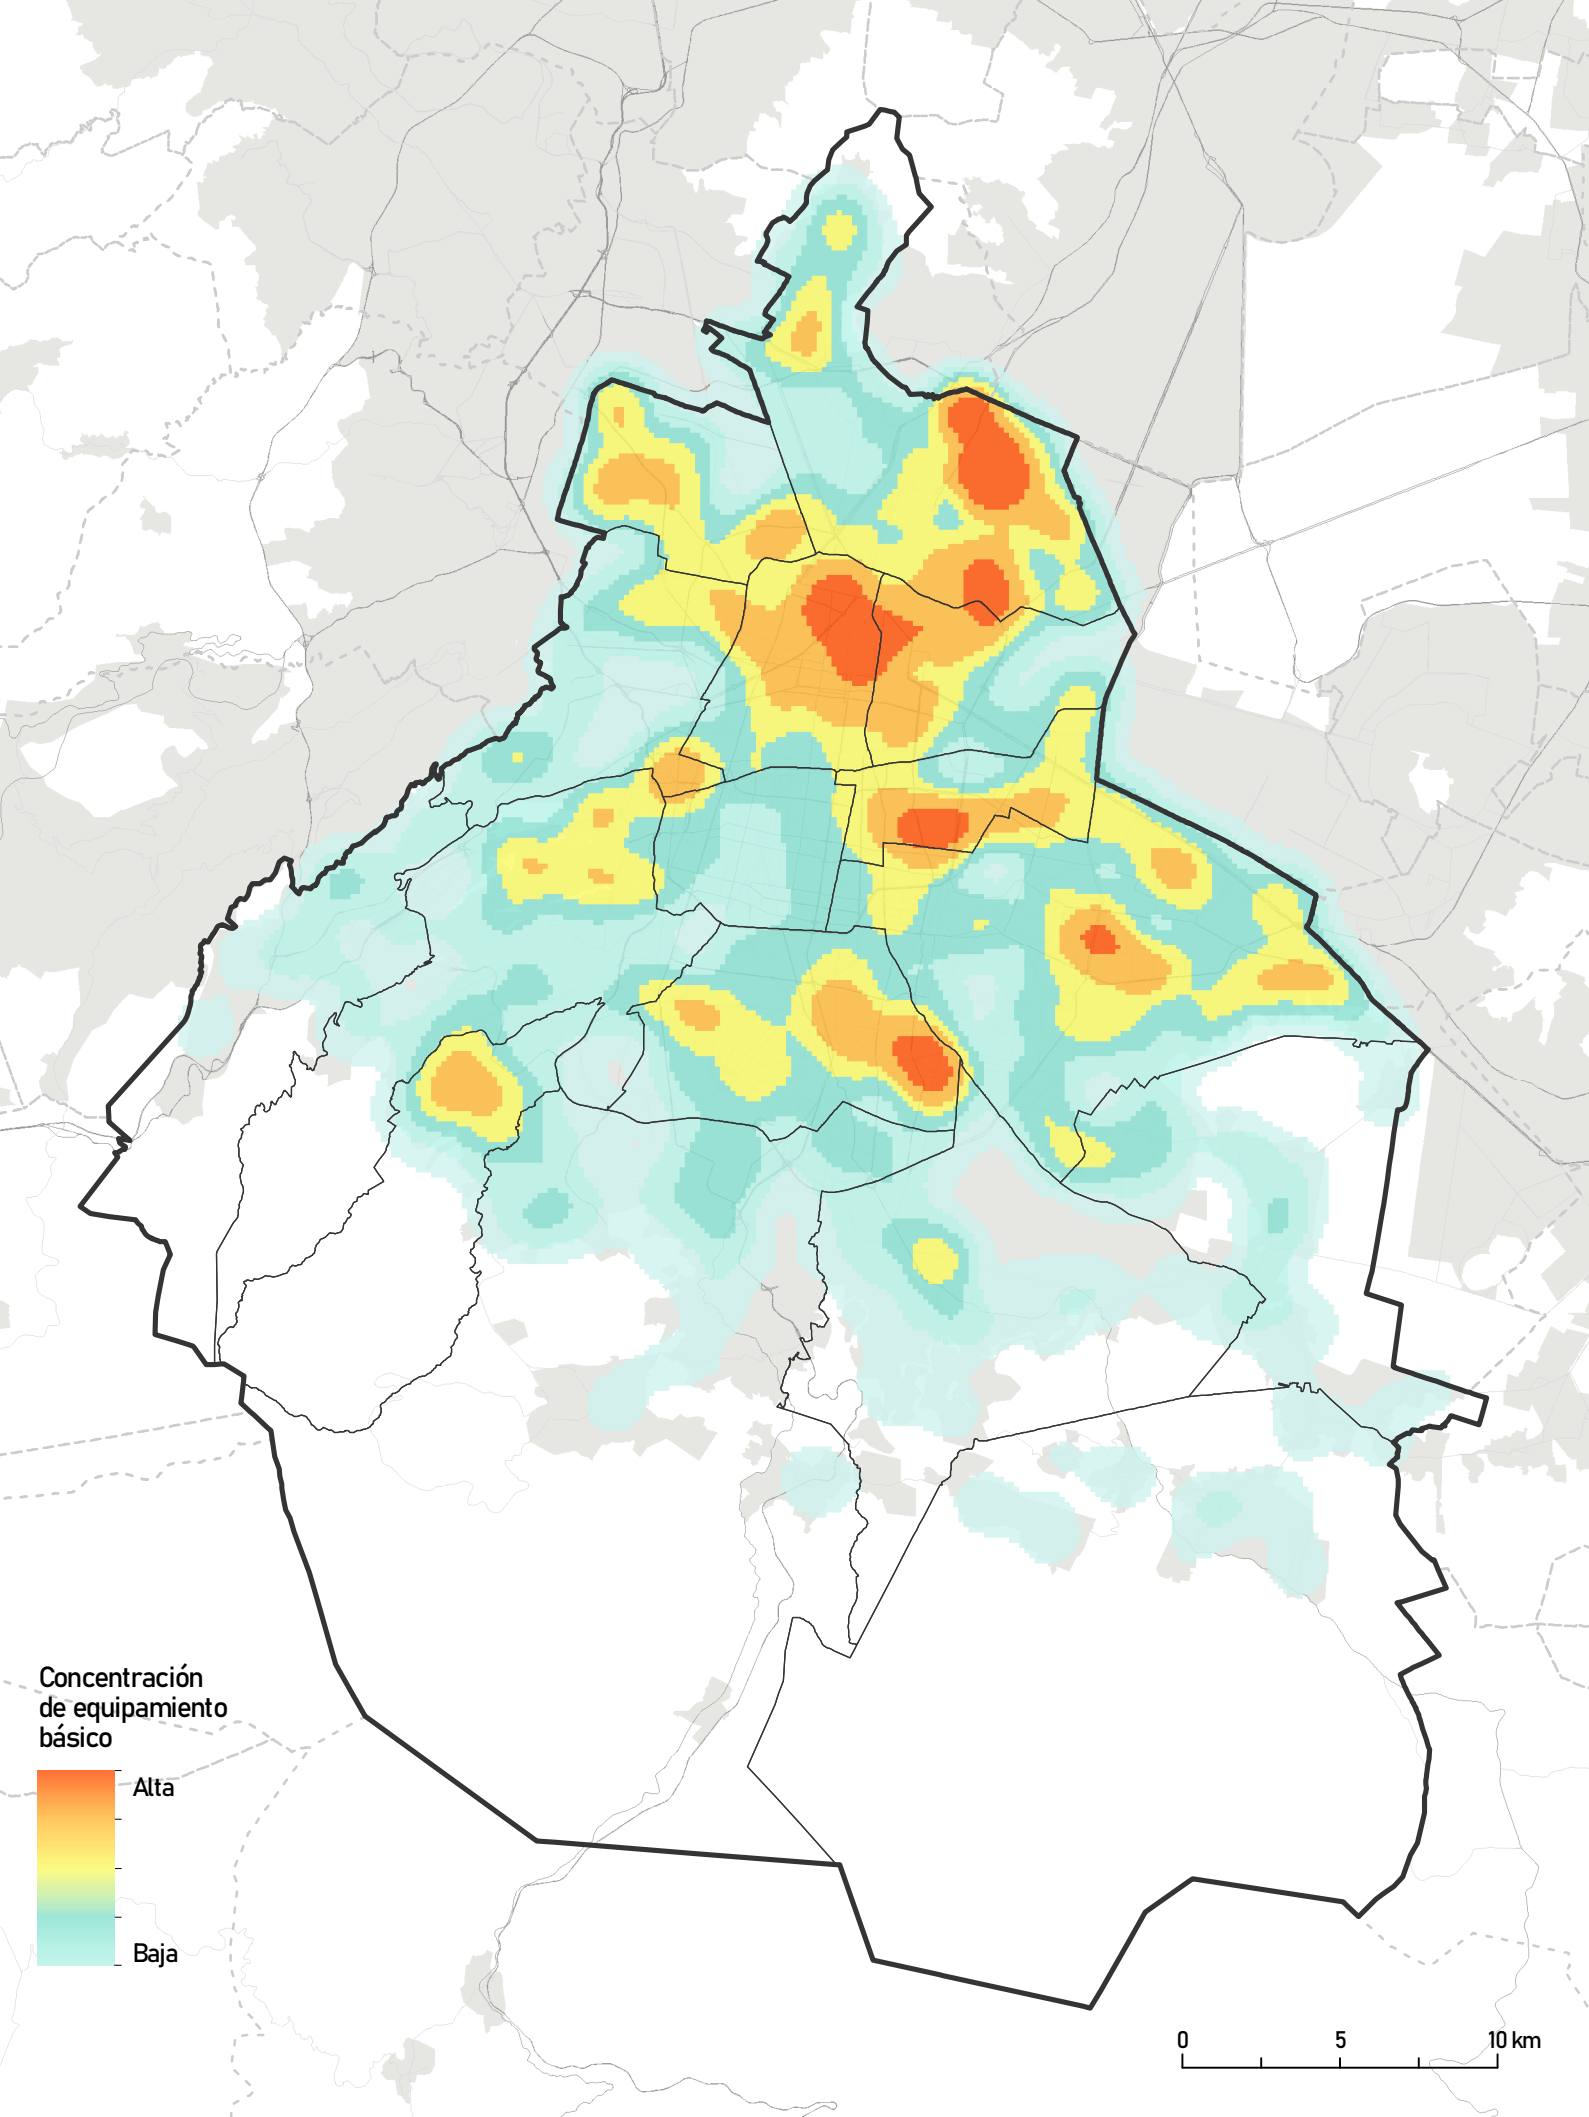 Concentración
de equipamiento
básico
Alta
Baja
0 5 10 km